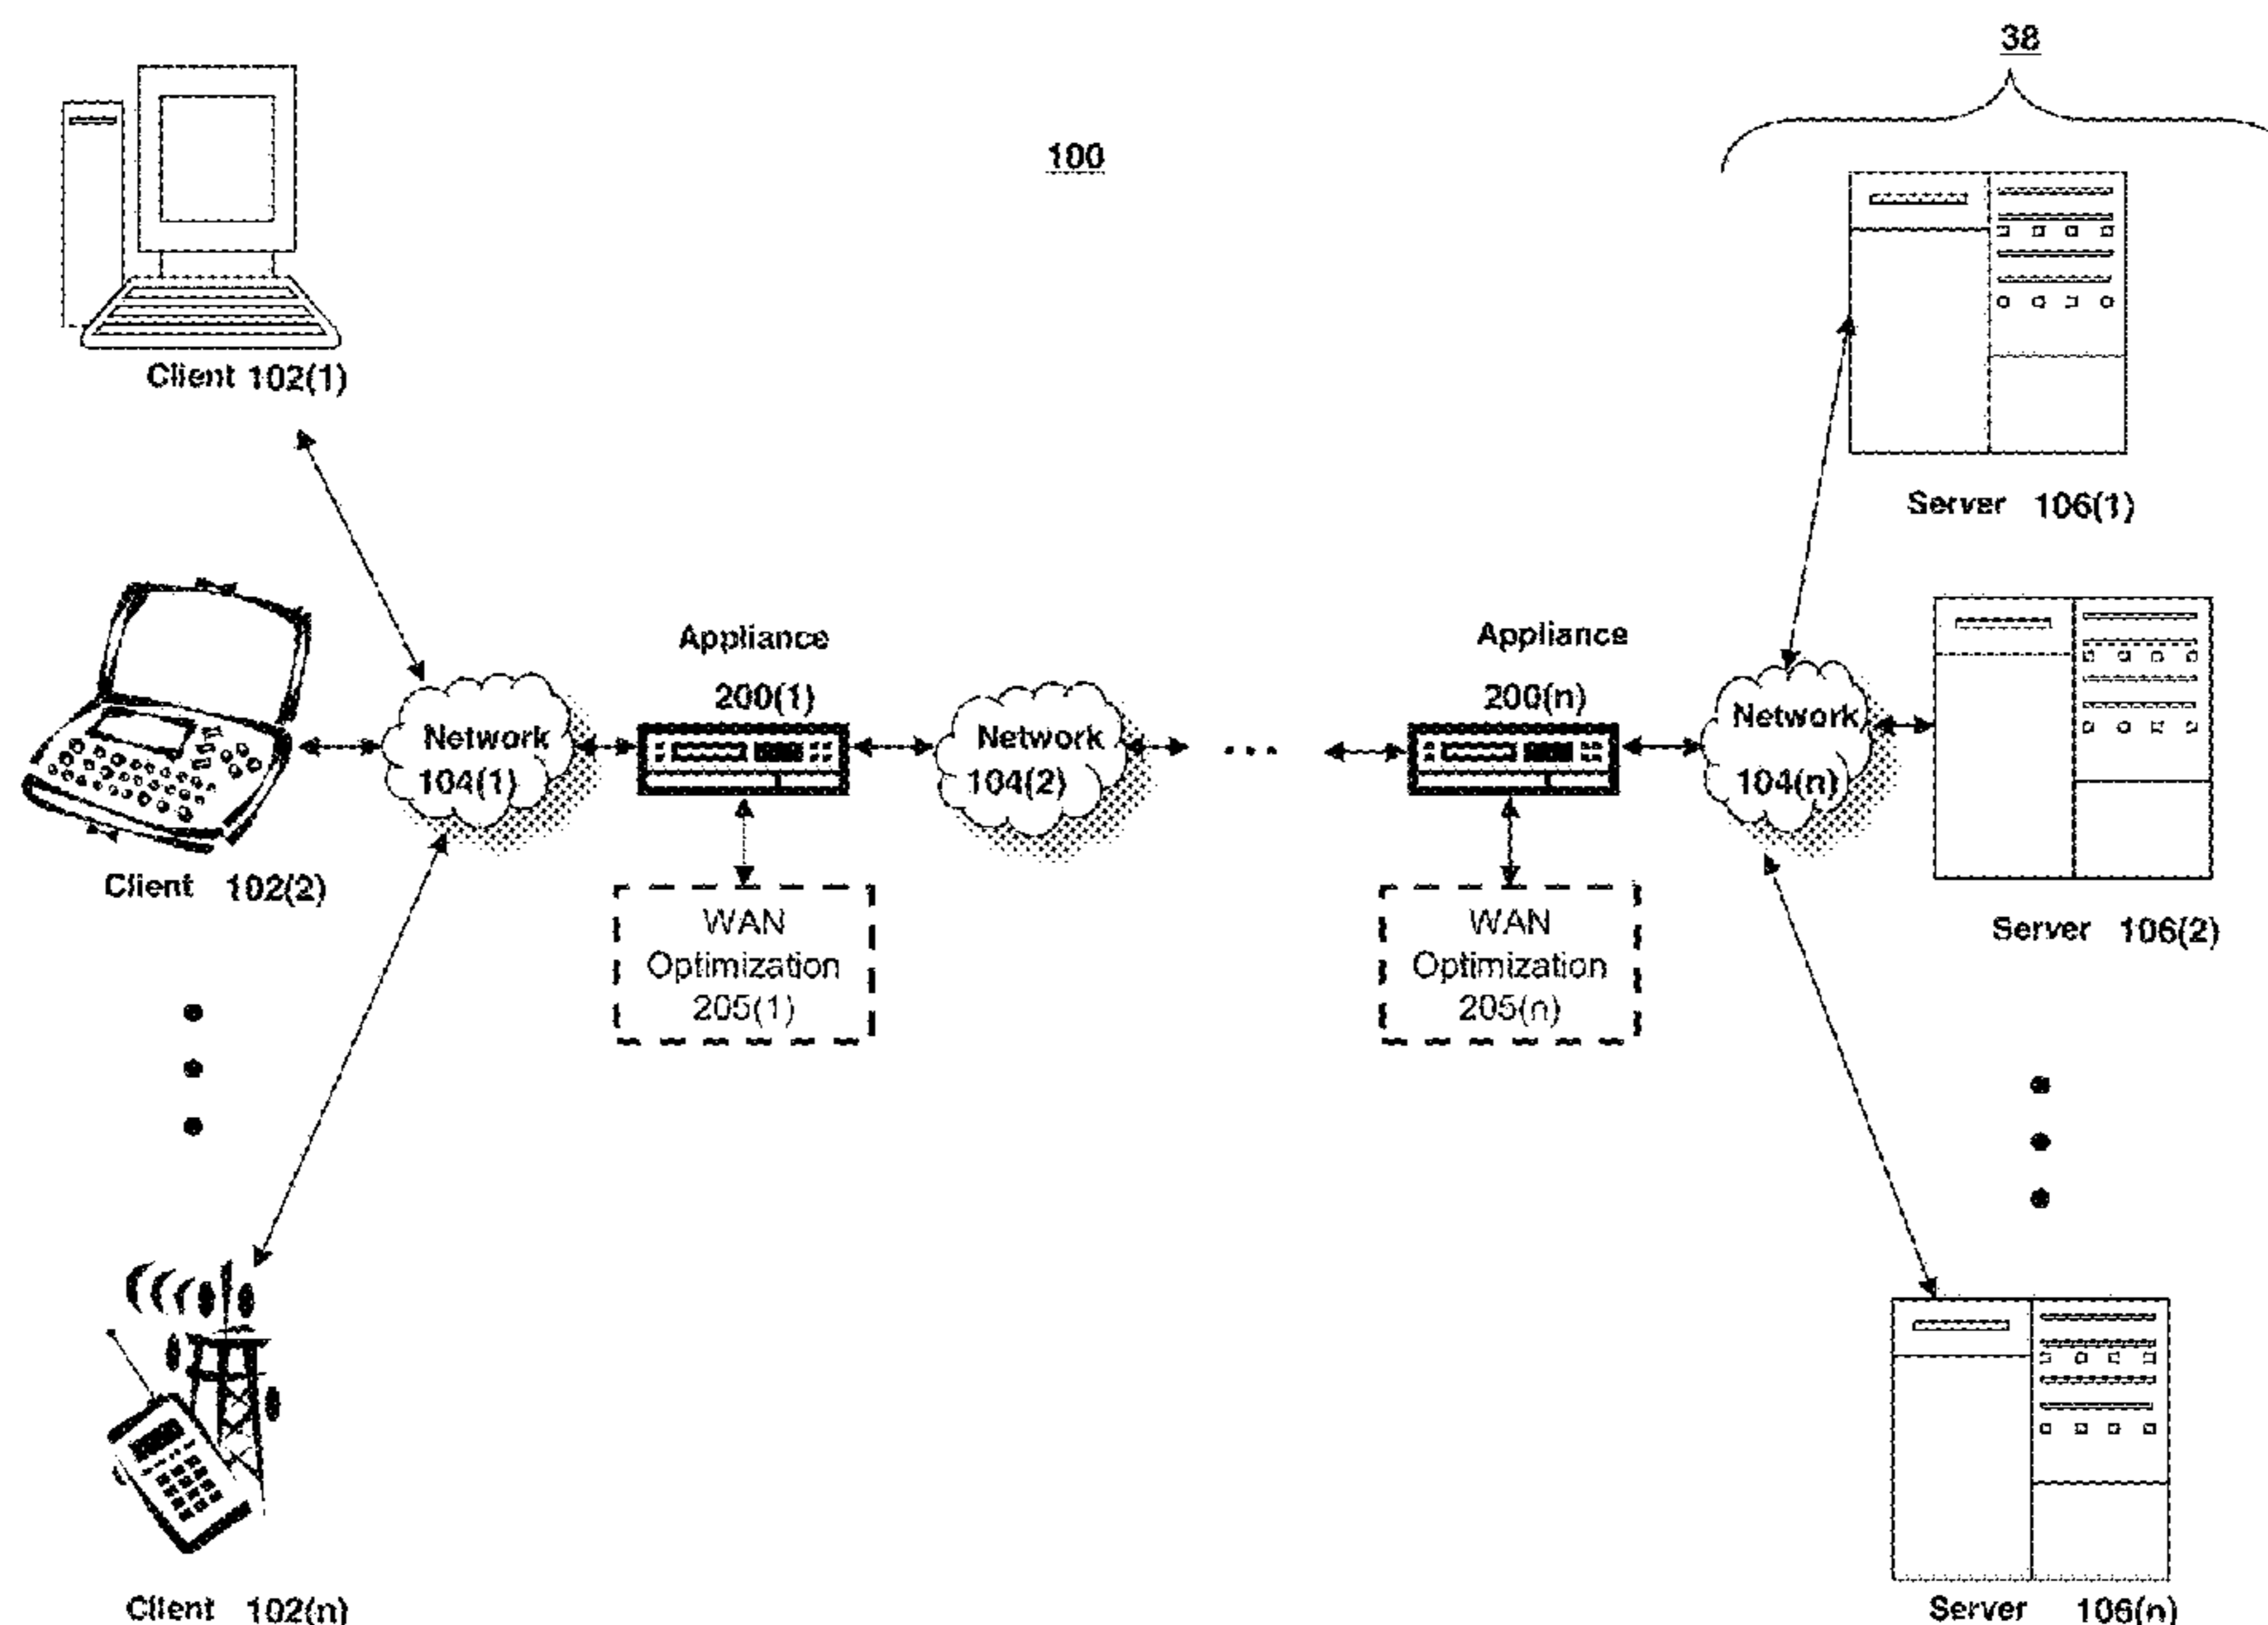 38
100
Client 102(1)
Server 106(1)
Appliance
200(1)
Appliance
200(n)
Network
104(1)
Network
104(2)
...
Network
104(n)
Client 102(2)
WAN
Optimization
205(1)
WAN
Optimization
205(n)
Server 106(2)
Client 102(n)
Server 106(n)